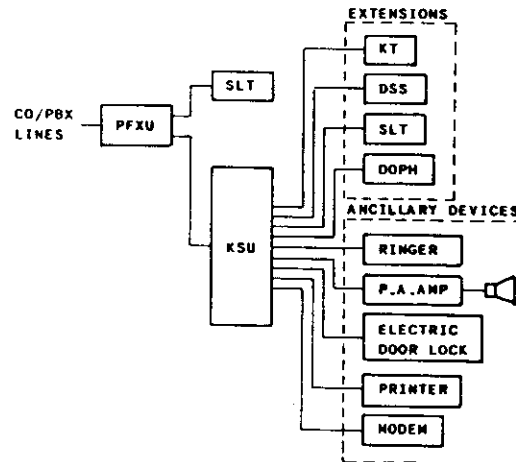 EXTENSIONS
KT
DSS
SLT
DOPH
SLT
CO/PBX
LINES
PFXU
KSU
ANCILLARY DEVICES
RINGER
P.A.AMP
ELECTRIC
DOOR LOCK
PRINTER
MODEM